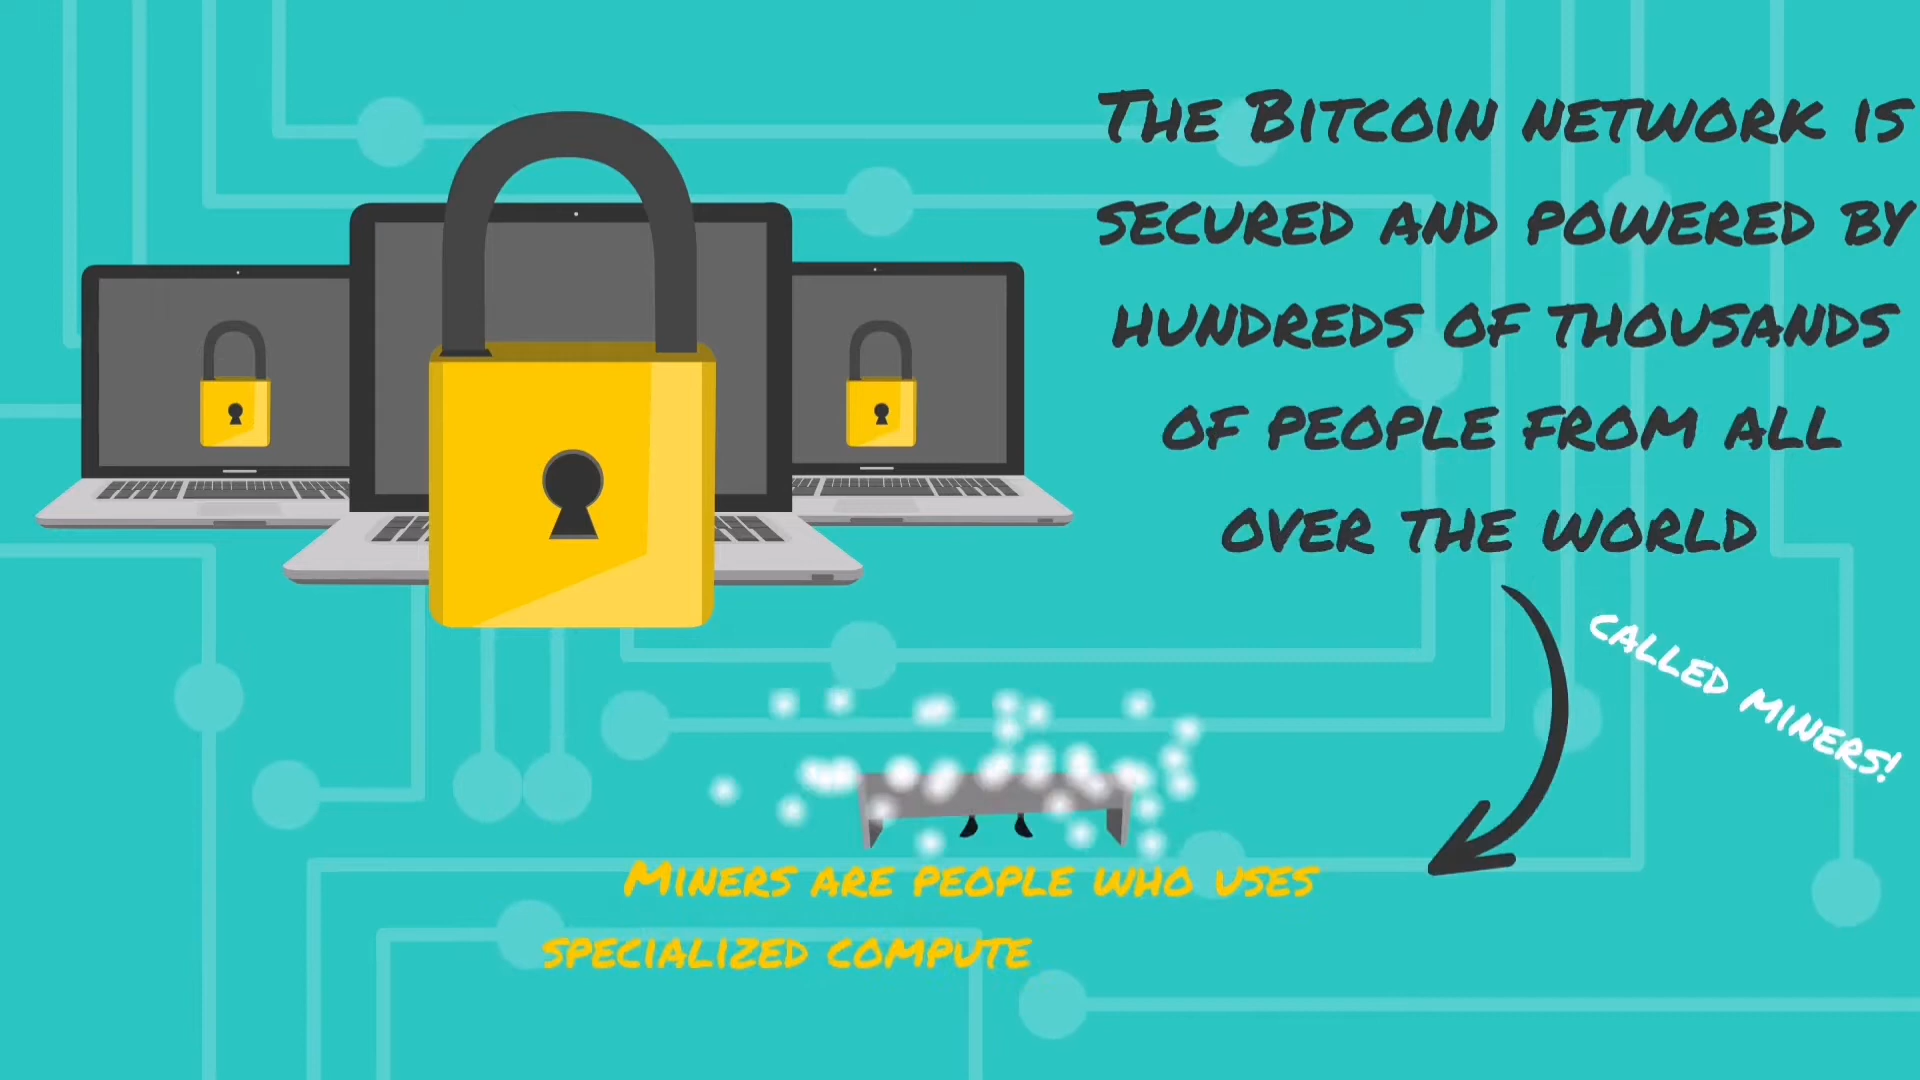 The Bitcoin network is
secured and powered by
hundreds of thousands
of people from all
over the world
called miners!
Miners are people who uses
specialized compute